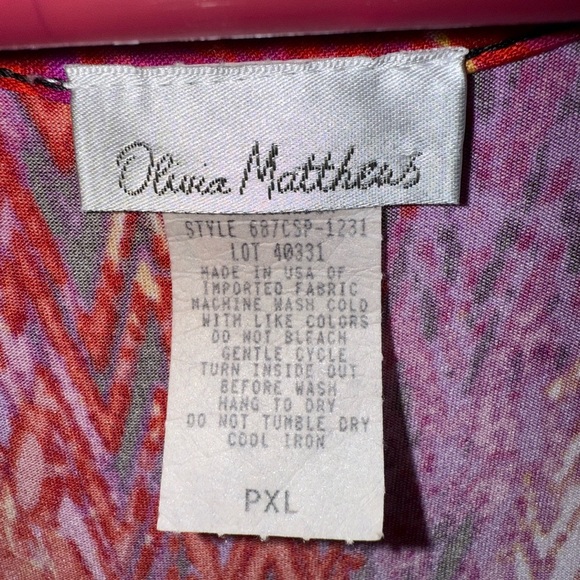 Olivia Matthews
STYLE 687CSP-1231
LOT 40331
MADE IN USA OF
IMPORTED FABRIC
MACHINE WASH COLD
WITH LIKE COLORS
DO NOT BLEACH
GENTLE CYCLE
TURN INSIDE OUT
BEFORE WASH
HANG TO DRY
DO NOT TUMBLE DRY
COOL IRON
PXL